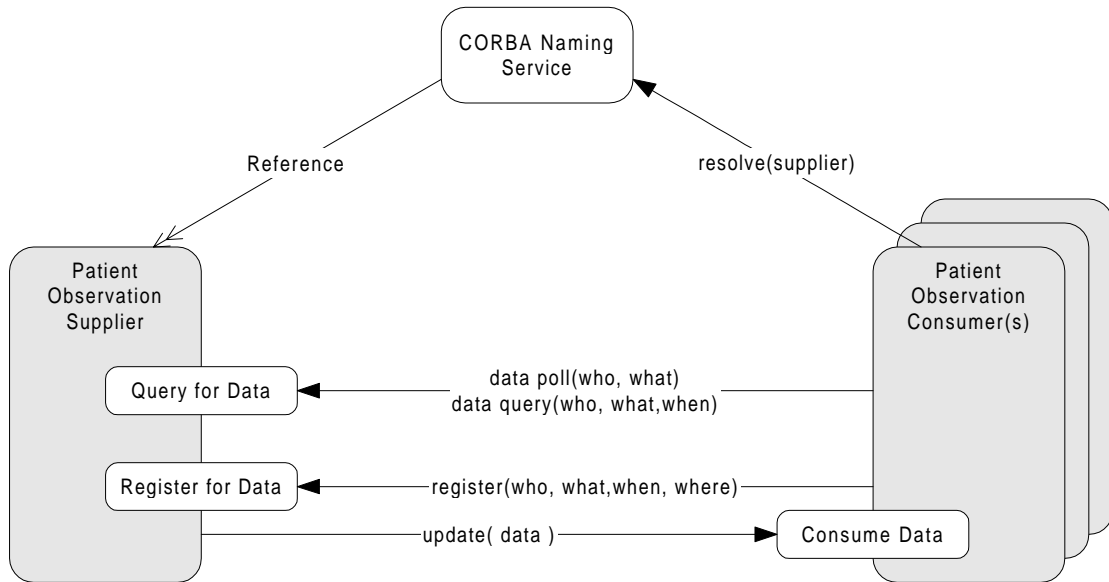 CORBA Naming
Service
Reference
resolve(supplier)
Patient
Observation
Supplier
Patient
Observation
Consumer(s)
Query for Data
data poll(who, what)
data query(who, what,when)
Register for Data
register(who, what,when, where)
update( data )
Consume Data